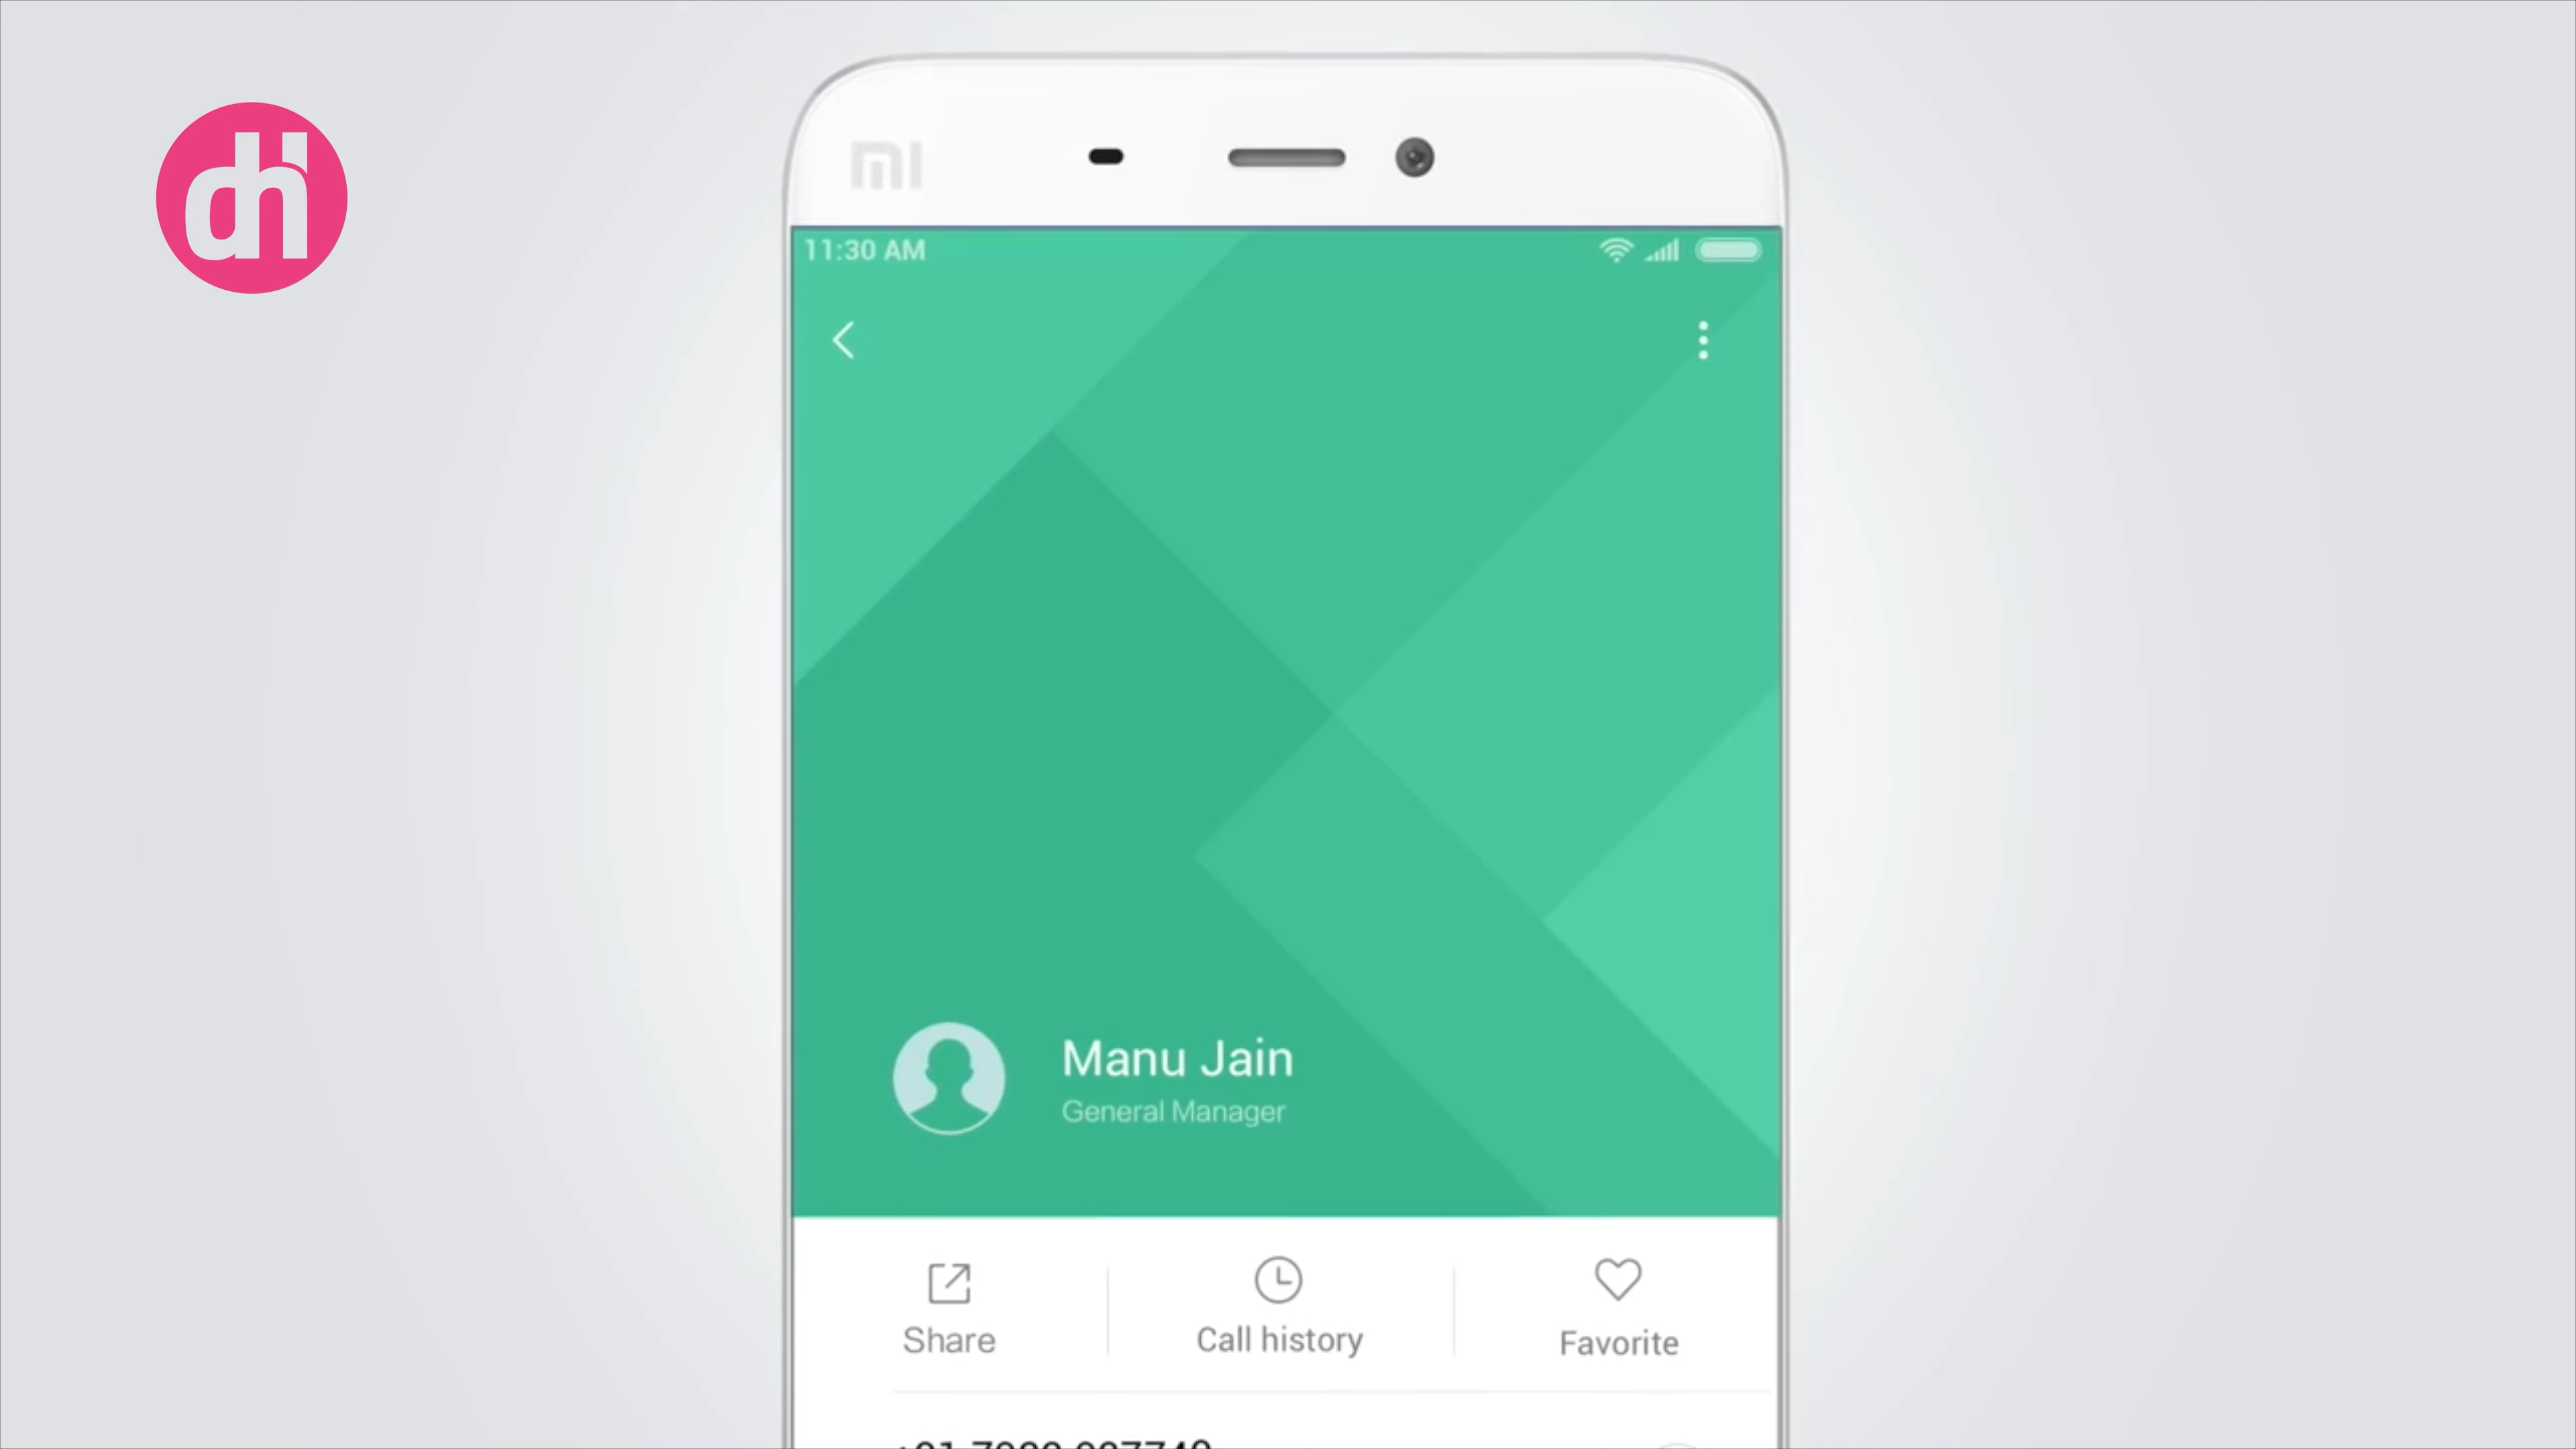 dh
mi
11:30 AM
Manu Jain
General Manager
Share
Call history
Favorite